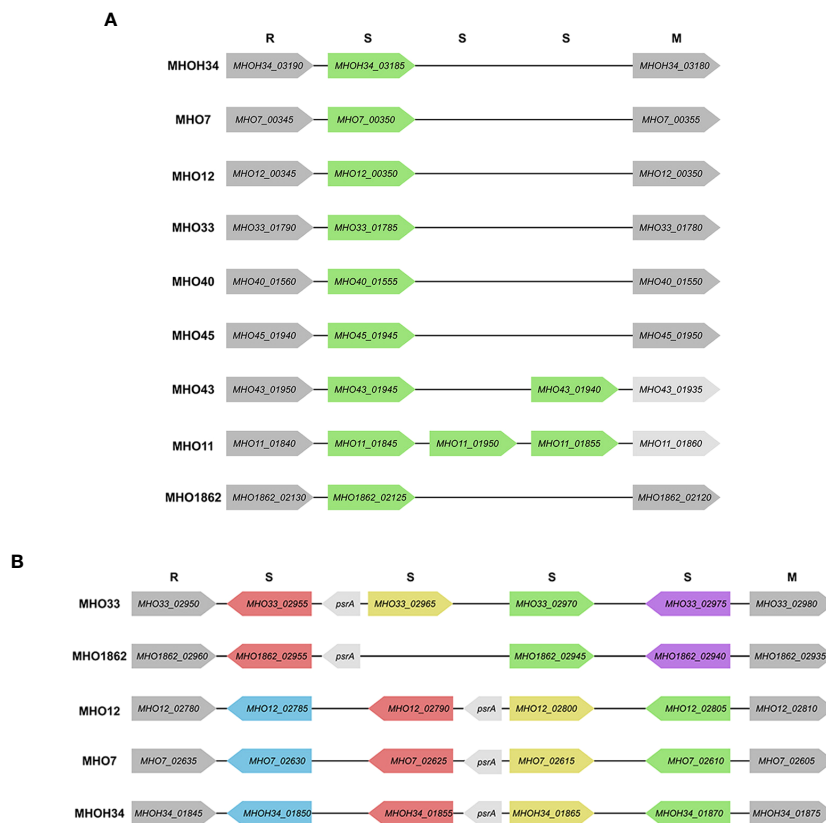 A
R S S S M
MHOH34 MHOH34_03190 MHOH34_03185 MHOH34_03180
MHO7 MHO7_00345 MHO7_00350 MHO7_00355
MHO12 MHO12_00345 MHO12_00350 MHO12_00350
MHO33 MHO33_01790 MHO33_01785 MHO33_01780
MHO40 MHO40_01560 MHO40_01555 MHO40_01550
MHO45 MHO45_01940 MHO45_01945 MHO45_01950
MHO43 MHO43_01950 MHO43_01945 MHO43_01940 MHO43_01935
MHO11 MHO11_01840 MHO11_01845 MHO11_01950 MHO11_01855 MHO11_01860
MHO1862 MHO1862_02130 MHO1862_02125 MHO1862_02120
B
R S S S S M
MHO33 MHO33_02950 MHO33_02955 psrA MHO33_02965 MHO33_02970 MHO33_02975 MHO33_02980
MHO1862 MHO1862_02960 MHO1862_02955 psrA MHO1862_02945 MHO1862_02940 MHO1862_02935
MHO12 MHO12_02780 MHO12_02785 MHO12_02790 psrA MHO12_02800 MHO12_02805 MHO12_02810
MHO7 MHO7_02635 MHO7_02630 MHO7_02625 psrA MHO7_02615 MHO7_02610 MHO7_02605
MHOH34 MHOH34_01845 MHOH34_01850 MHOH34_01855 psrA MHOH34_01865 MHOH34_01870 MHOH34_01875